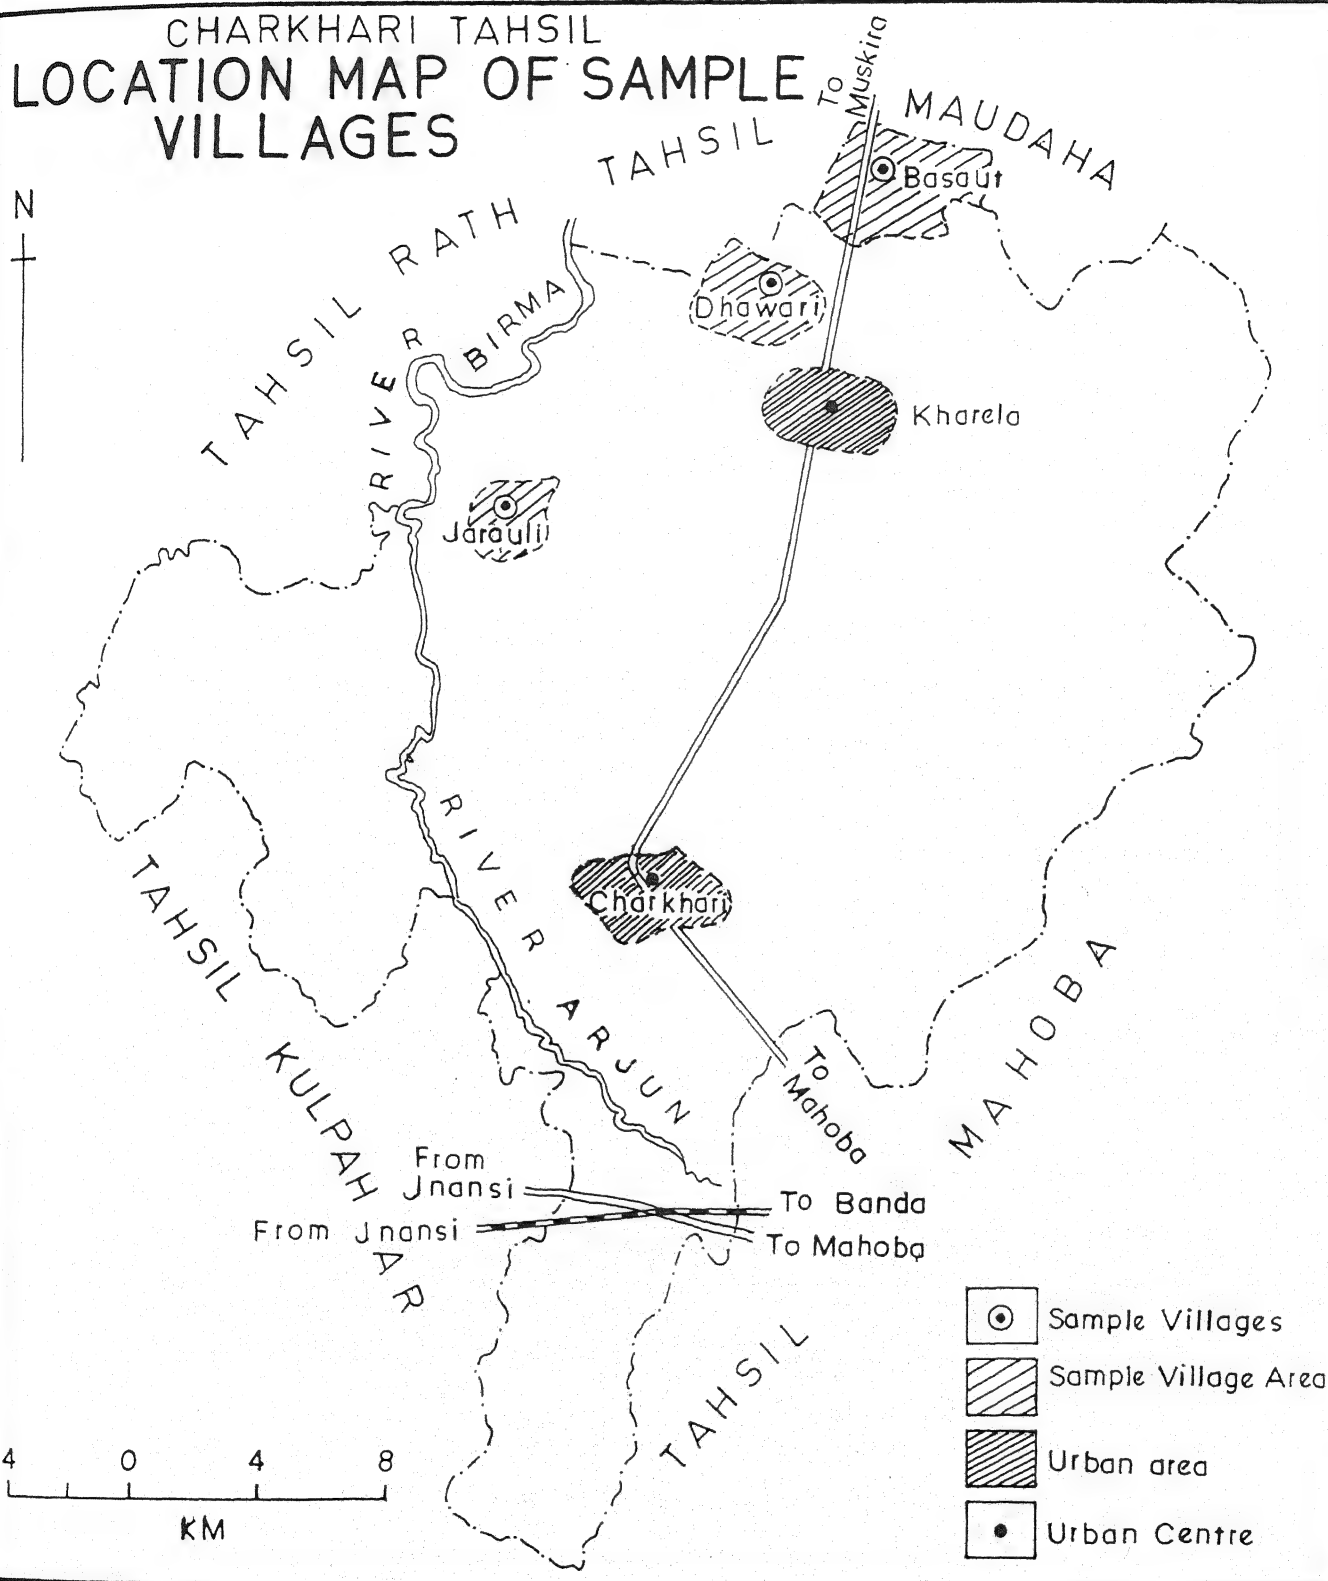 CHARKHARI TAHSIL
LOCATION MAP OF SAMPLE
VILLAGES
To Muskira
TAHSIL MAUDAHA
N
TAHSIL RATH
Basaut
Dhawari
RIVER BIRMA
Kharela
Jarauli
RIVER ARJUN
Charkhari
TAHSIL KULPAHAR
To Mahoba
TAHSIL MAHOBA
From
Jnansi
To Banda
From Jnansi
To Mahoba
Sample Villages
Sample Village Area
Urban area
Urban Centre
4 0 4 8
KM